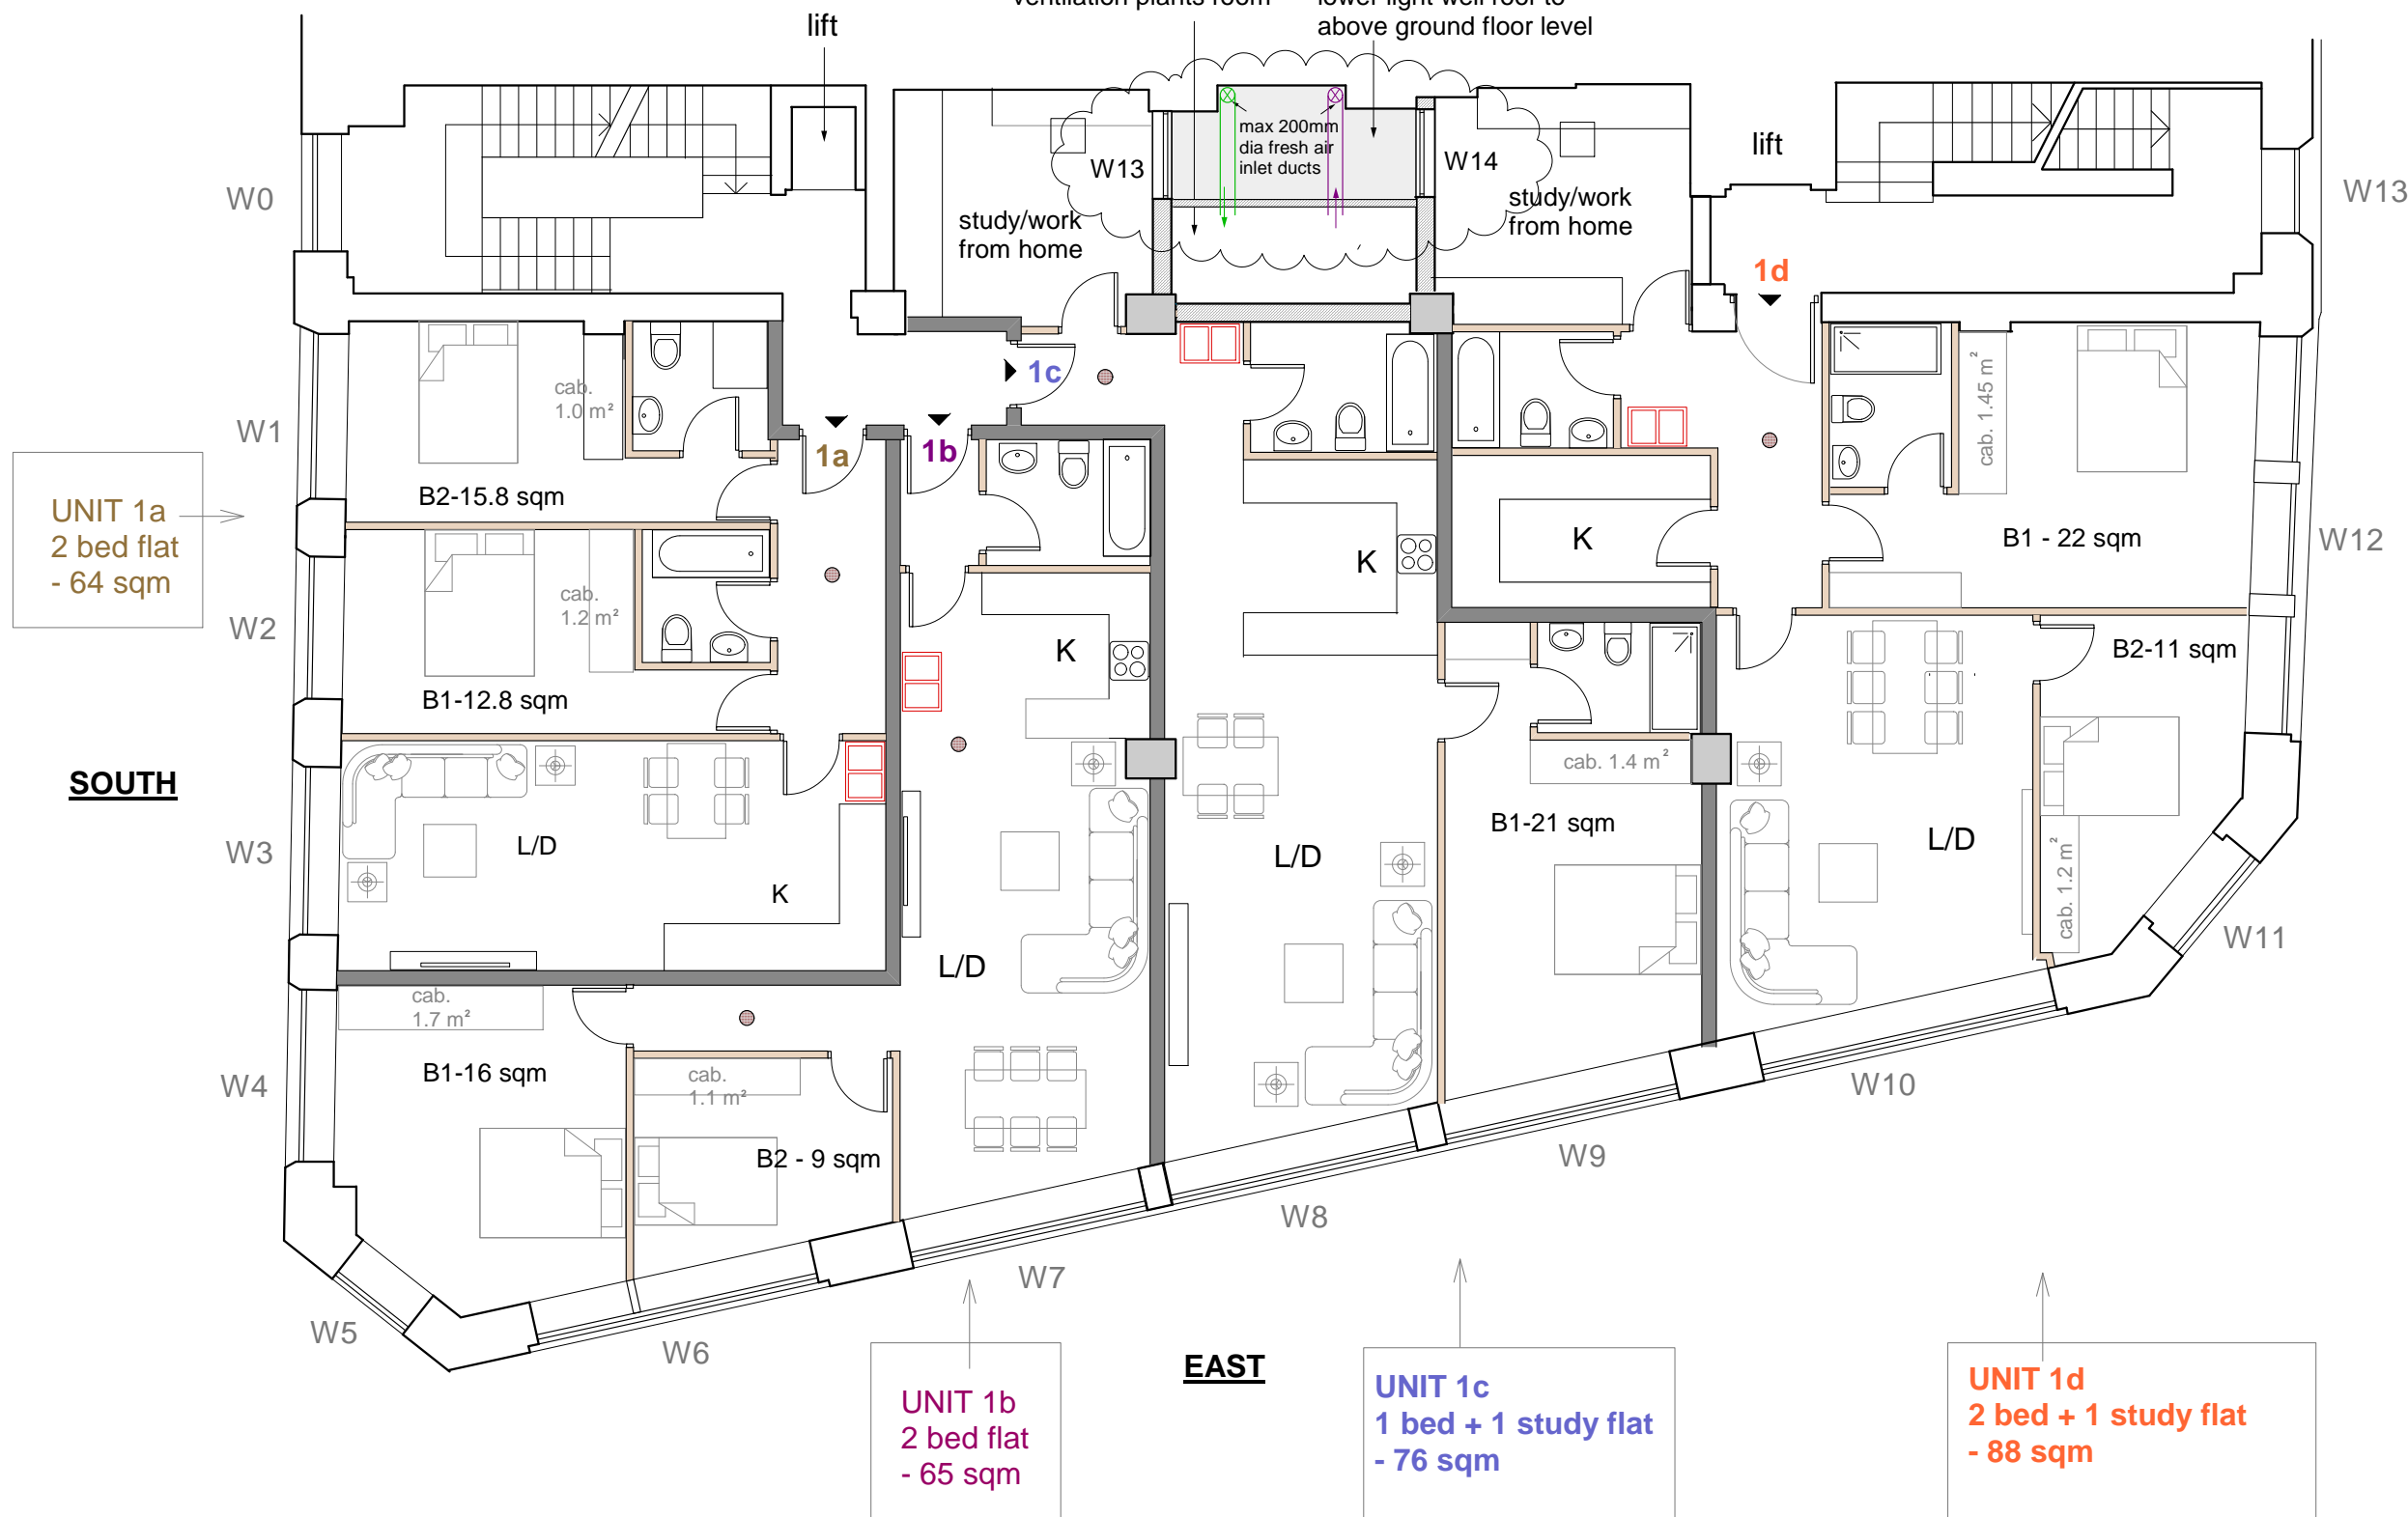 ventilation plants room
lower light well roof to
above ground floor level
lift
max 200mm
dia fresh air
inlet ducts
W13
W14
lift
W0
W13
study/work
from home
study/work
from home
1d
1c
1a
1b
cab.
1.0 m²
cab. 1.45 m²
W1
B2-15.8 sqm
UNIT 1a
2 bed flat
- 64 sqm
K
K
B1 - 22 sqm
W12
cab.
1.2 m²
W2
K
B2-11 sqm
B1-12.8 sqm
SOUTH
cab. 1.4 m²
B1-21 sqm
W3
L/D
L/D
L/D
K
cab. 1.2 m²
W11
L/D
cab.
1.7 m²
B1-16 sqm
cab.
1.1 m²
W4
W10
B2 - 9 sqm
W9
W8
W7
W5
W6
EAST
UNIT 1b
2 bed flat
- 65 sqm
UNIT 1c
1 bed + 1 study flat
- 76 sqm
UNIT 1d
2 bed + 1 study flat
- 88 sqm